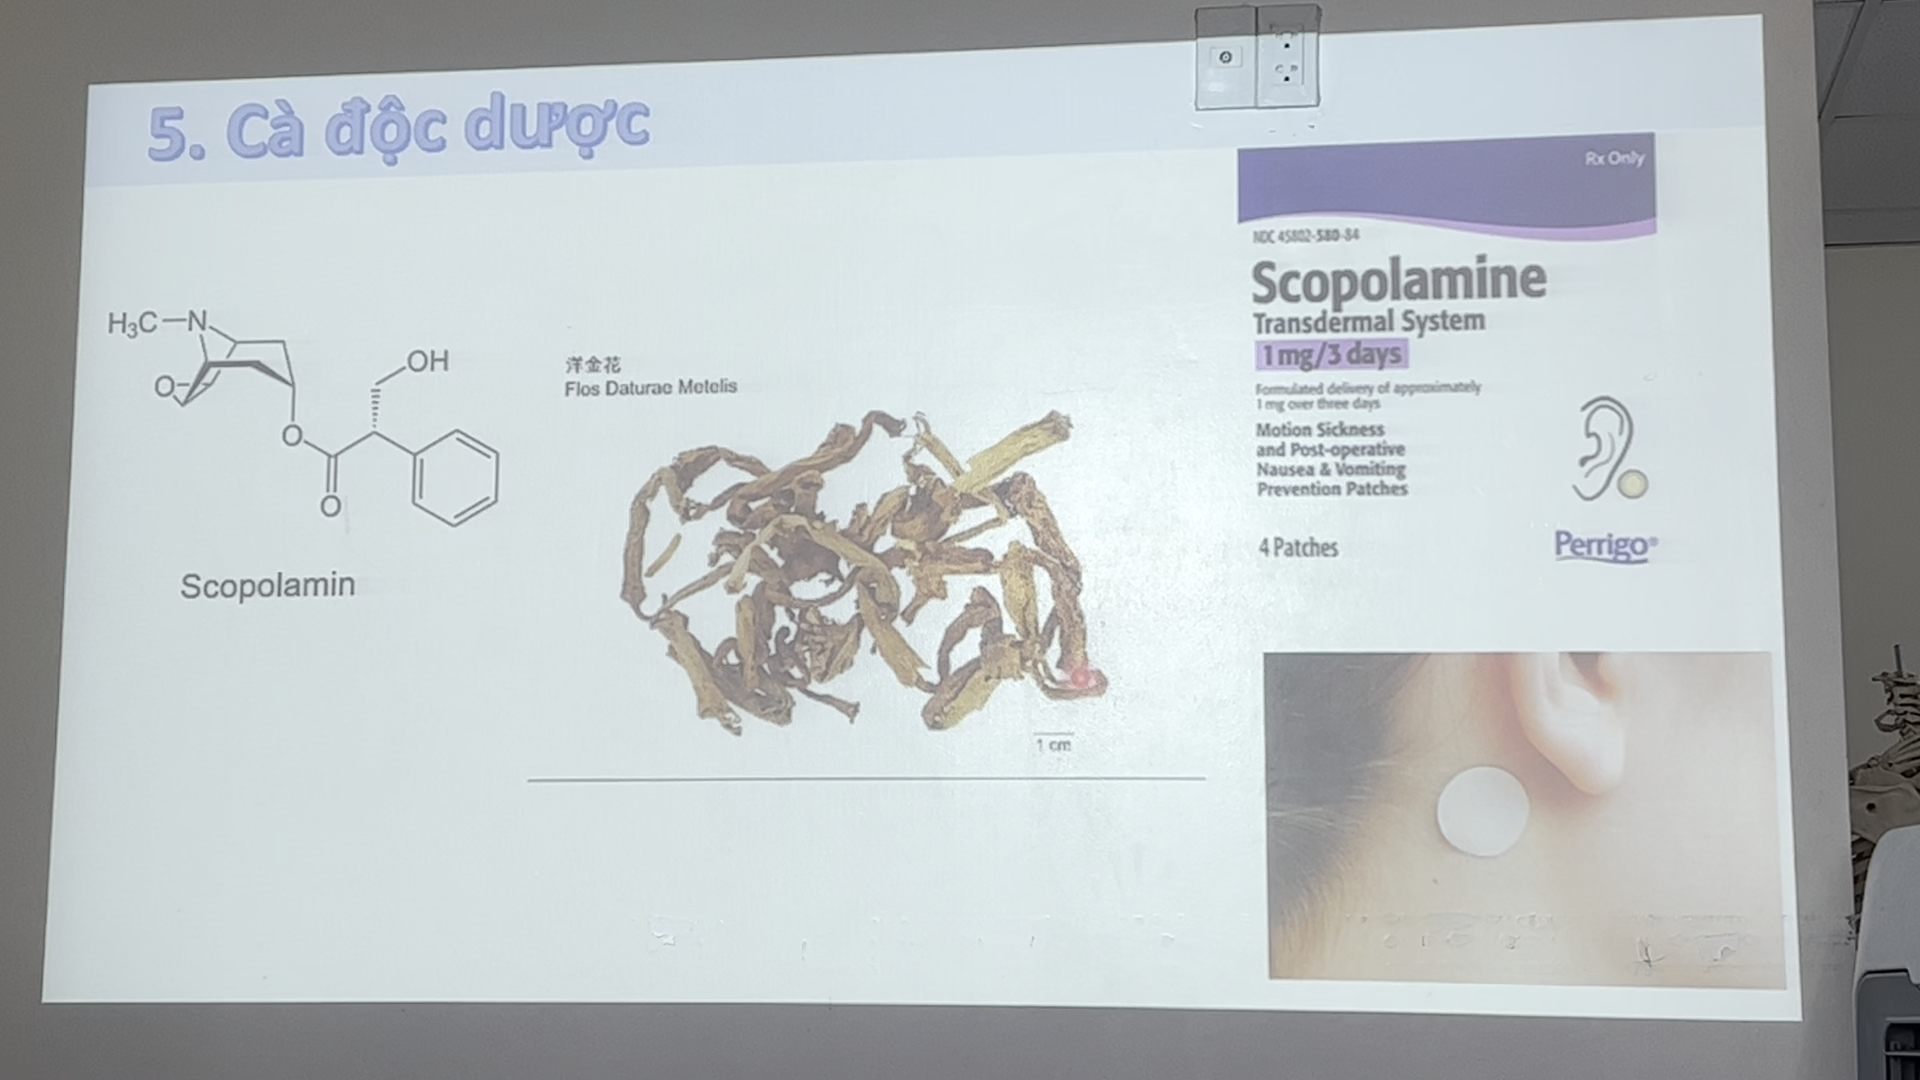 5. Cà độc dược
Rx Only
NDC 45802-580-84
Scopolamine
Transdermal System
1 mg/3 days
Formulated delivery of approximately
1 mg over three days
Motion Sickness
and Post-operative
Nausea & Vomiting
Prevention Patches
4 Patches
Perrigo®
H₃C N
O
OH
O
O
Scopolamin
洋金花
Flos Daturae Metelis
1 cm